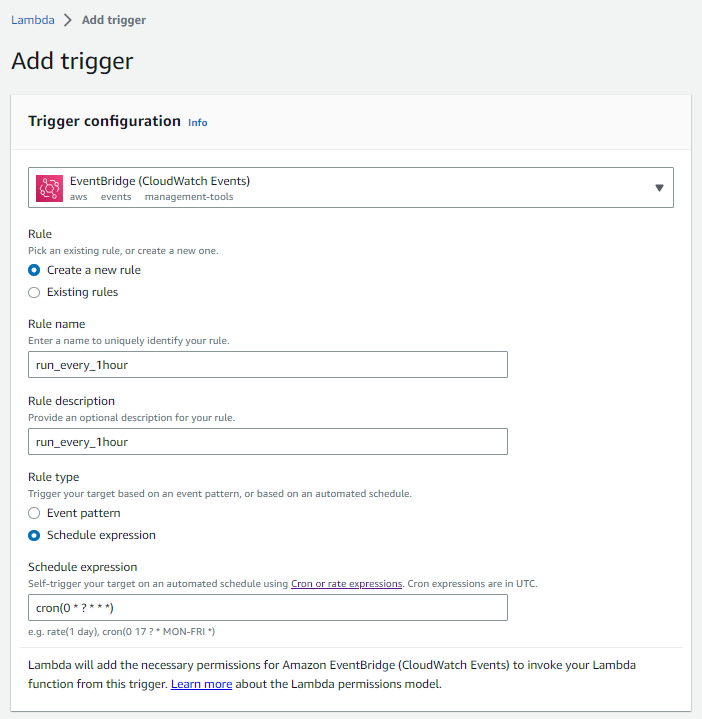 Lambda > Add trigger
Add trigger
Trigger configuration Info
EventBridge (CloudWatch Events)
aws events management-tools
Rule
Pick an existing rule, or create a new one.
Create a new rule
Existing rules
Rule name
Enter a name to uniquely identify your rule.
run_every_1hour
Rule description
Provide an optional description for your rule.
run_every_1hour
Rule type
Trigger your target based on an event pattern, or based on an automated schedule.
Event pattern
Schedule expression
Schedule expression
Self-trigger your target on an automated schedule using Cron or rate expressions. Cron expressions are in UTC.
cron(0 * ? * * *)
e.g. rate(1 day), cron(0 17 ? * MON-FRI *)
Lambda will add the necessary permissions for Amazon EventBridge (CloudWatch Events) to invoke your Lambda
function from this trigger. Learn more about the Lambda permissions model.